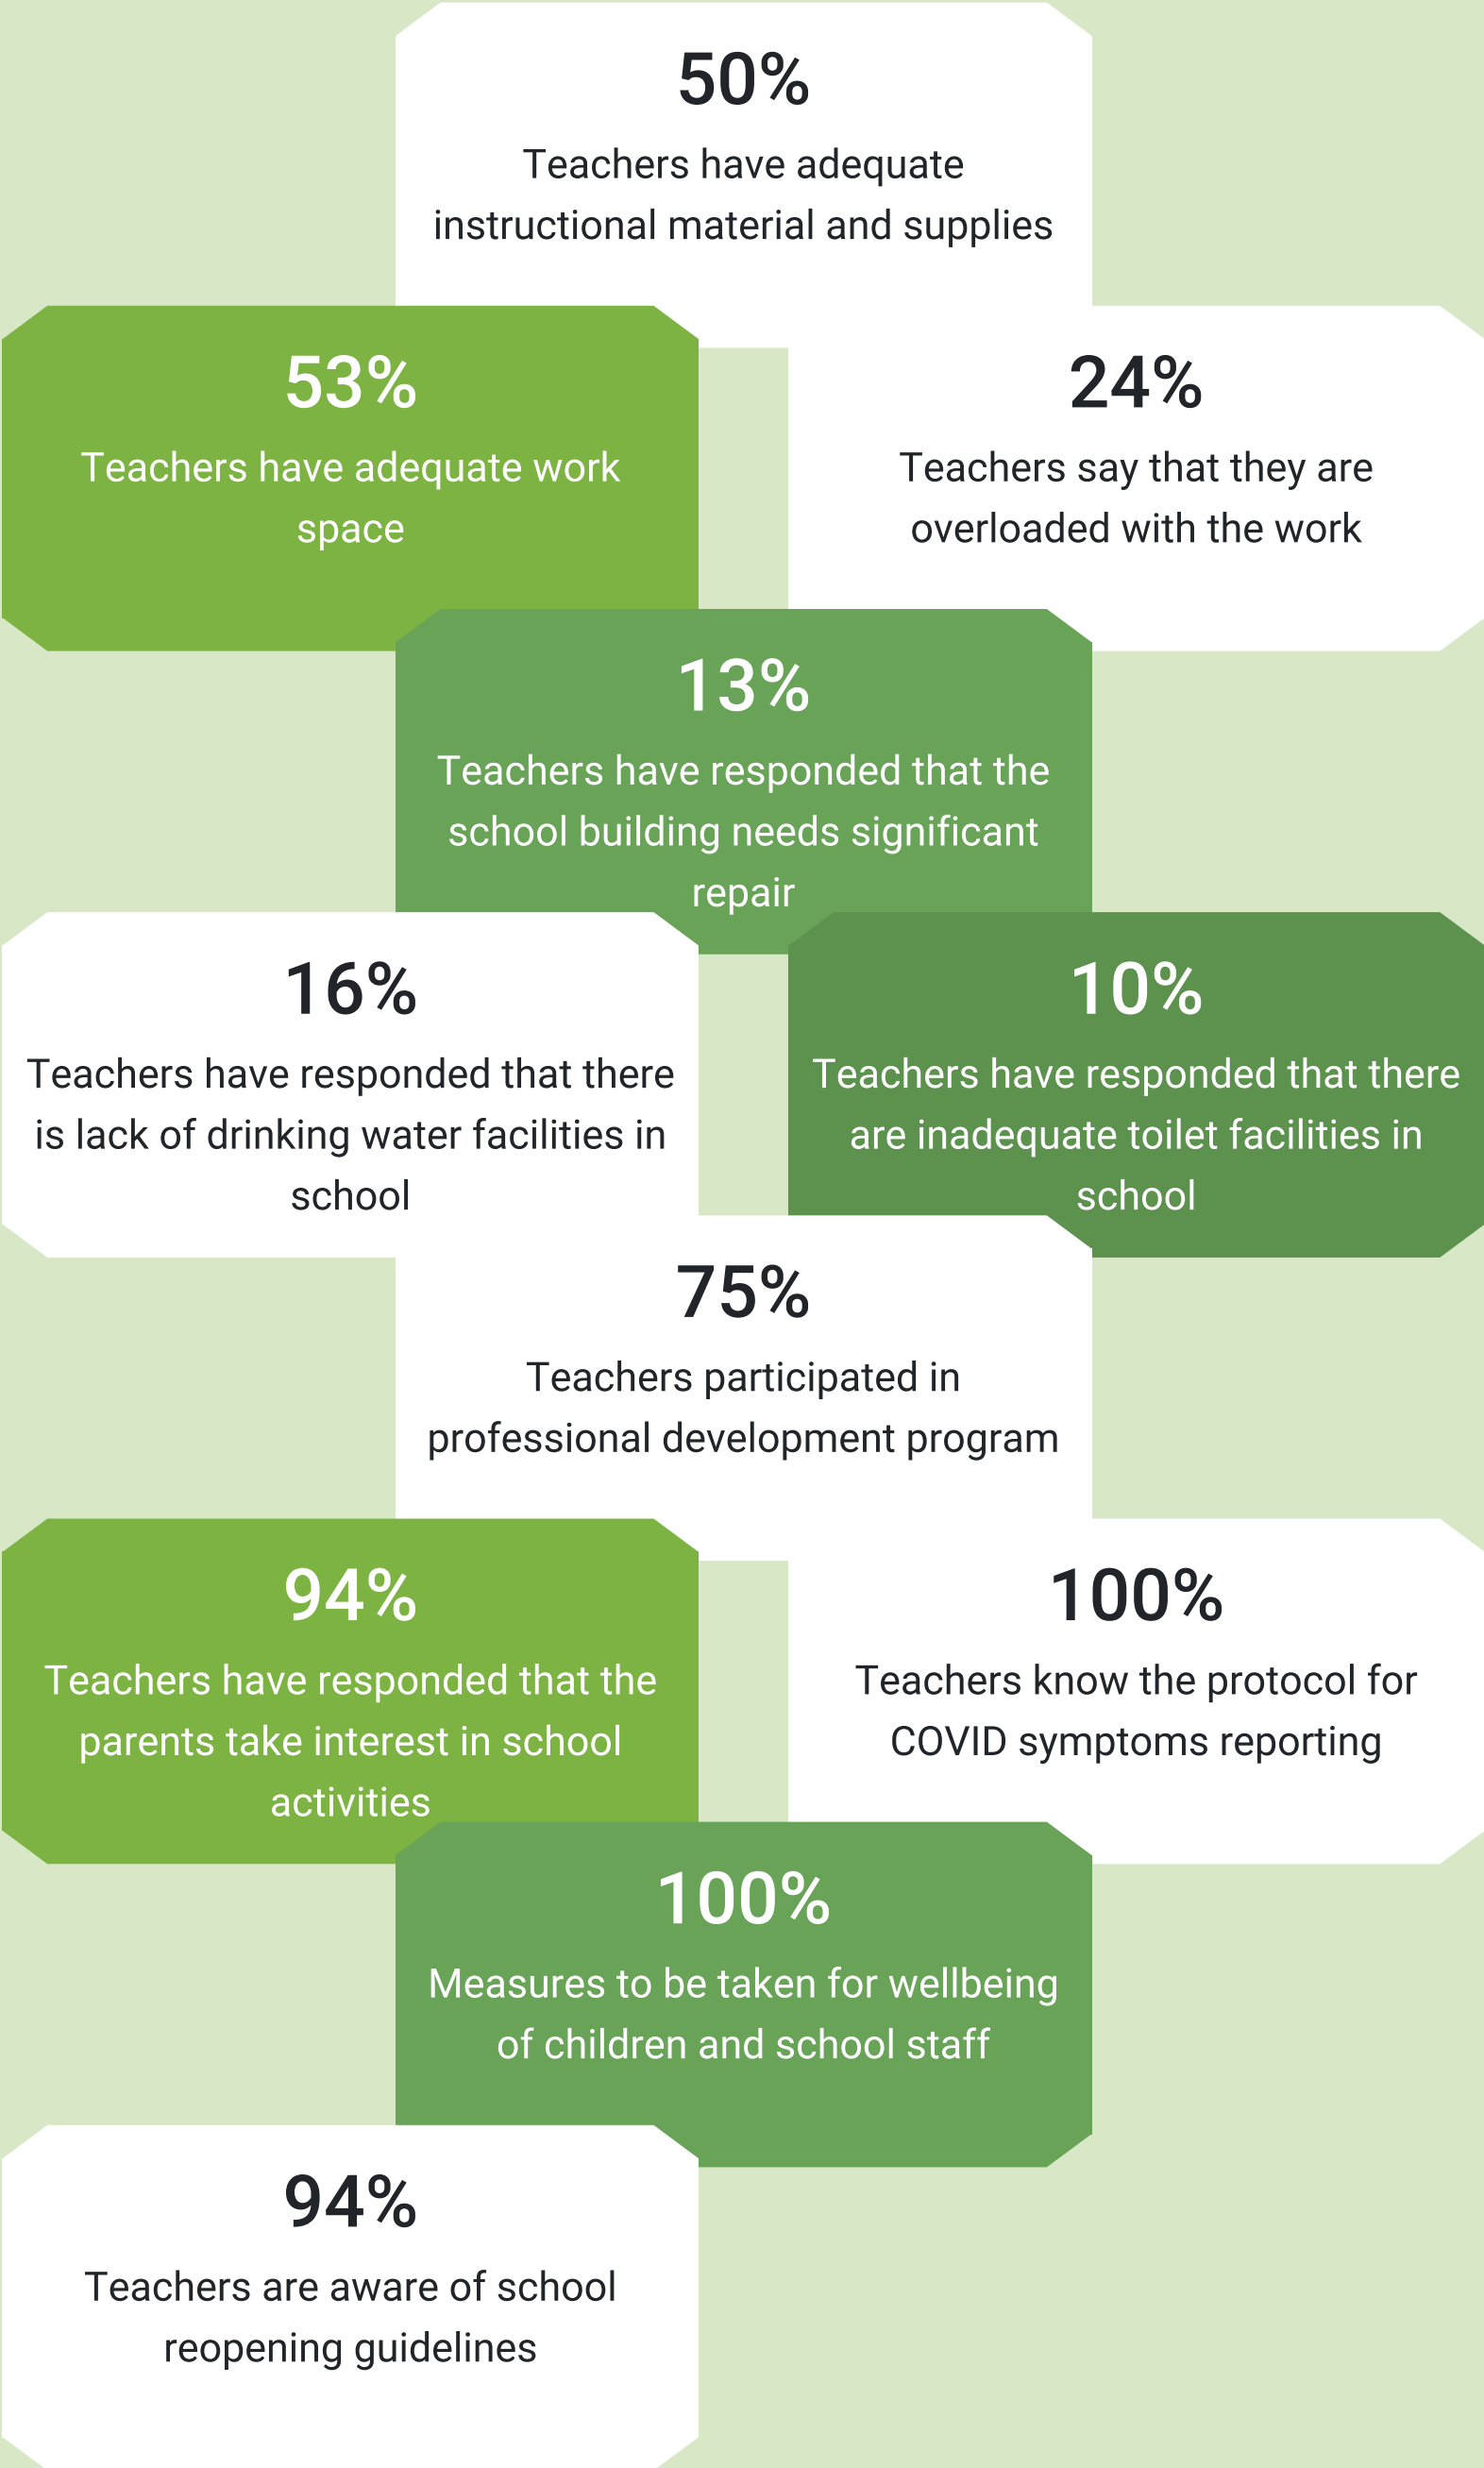 50%
Teachers have adequate
instructional material and supplies
53%
Teachers have adequate work
space
24%
Teachers say that they are
overloaded with the work
13%
Teachers have responded that the
school building needs significant
repair
16%
Teachers have responded that there
is lack of drinking water facilities in
school
10%
Teachers have responded that there
are inadequate toilet facilities in
school
75%
Teachers participated in
professional development program
94%
Teachers have responded that the
parents take interest in school
activities
100%
Teachers know the protocol for
COVID symptoms reporting
100%
Measures to be taken for wellbeing
of children and school staff
94%
Teachers are aware of school
reopening guidelines